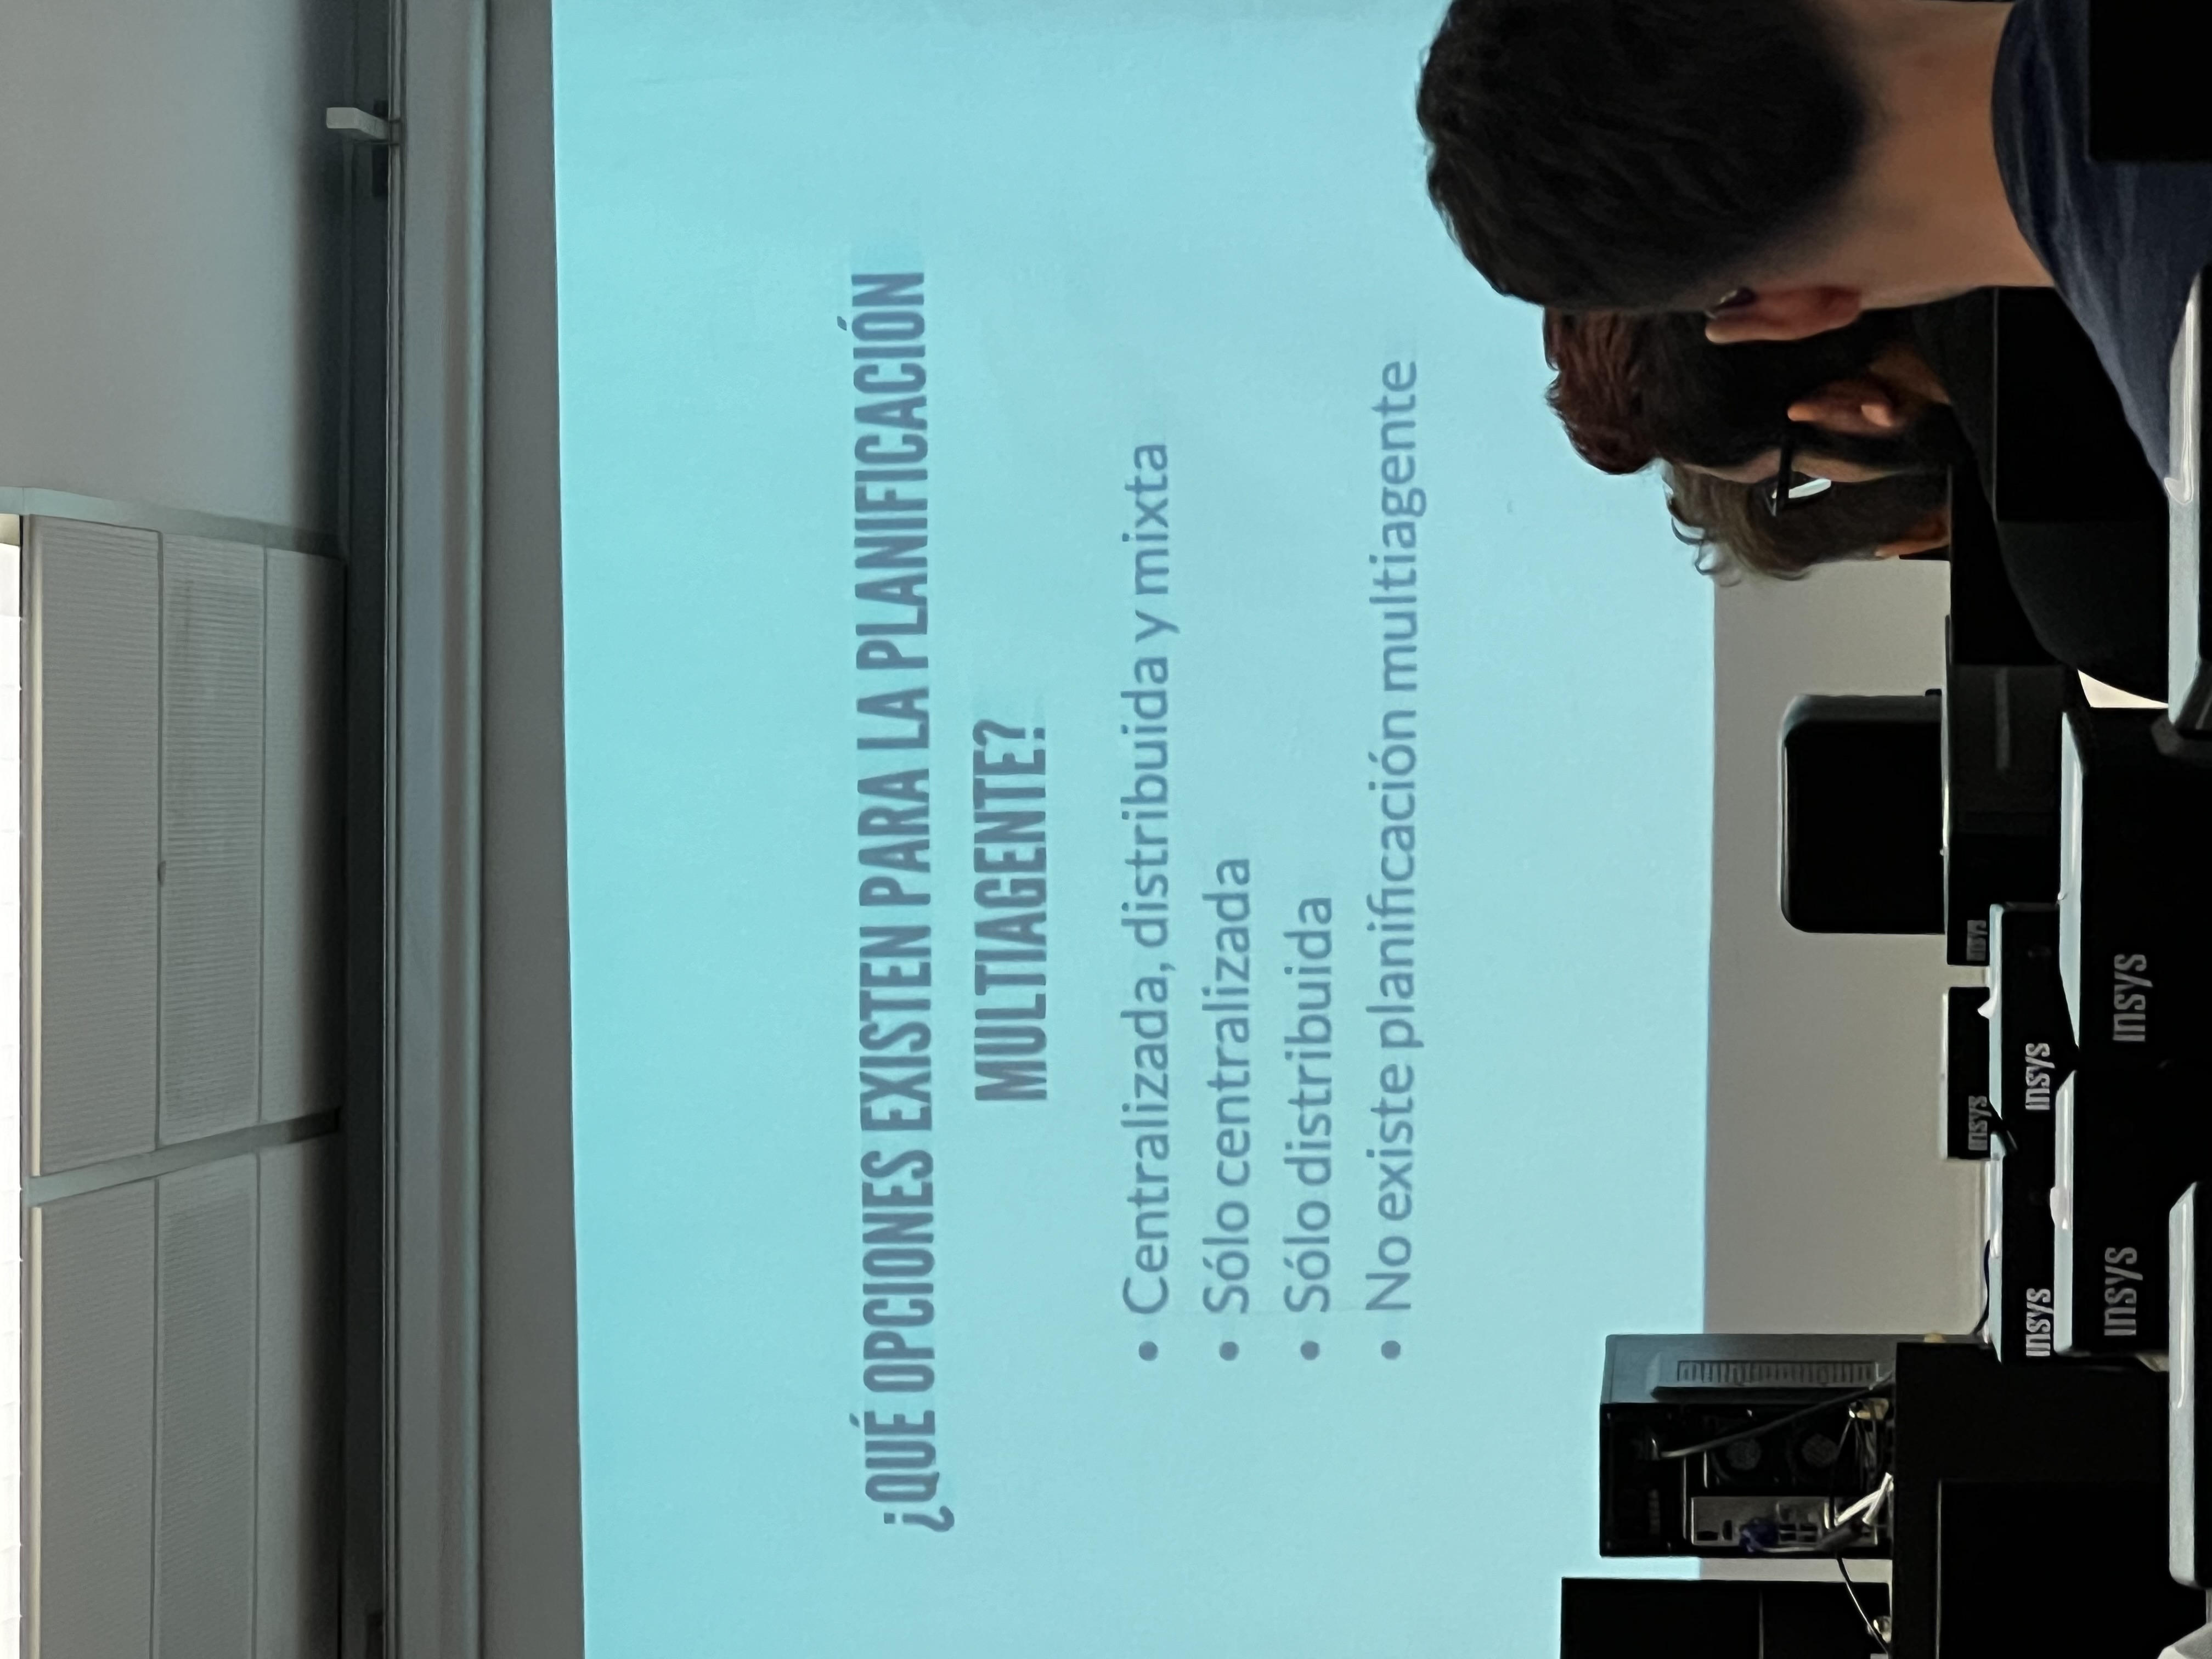 ¿QUÉ OPCIONES EXISTEN PARA LA PLANIFICACIÓN
MULTIAGENTE?
• Centralizada, distribuida y mixta
• Sólo centralizada
• Sólo distribuida
• No existe planificación multiagente
insys
insys
insys
insys
insys
insys